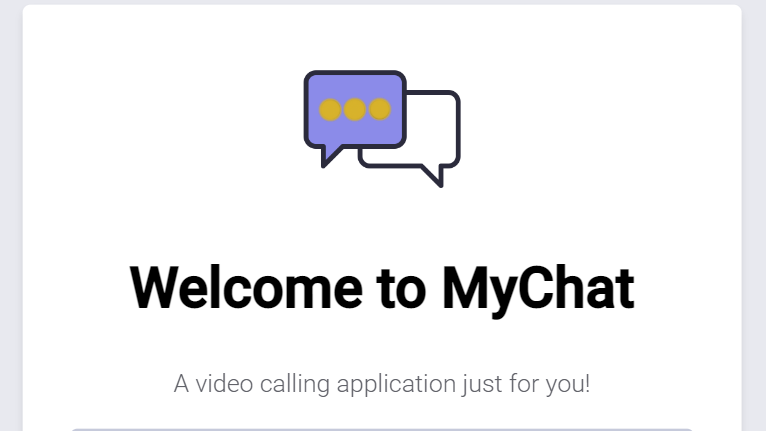 Welcome to MyChat
A video calling application just for you!